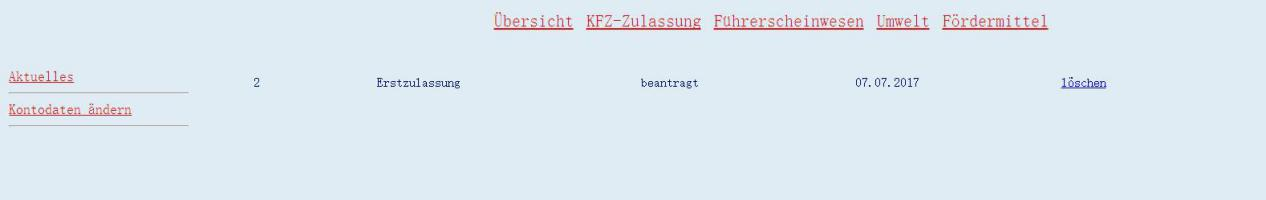 Übersicht KFZ-Zulassung Führerscheinwesen Umwelt Fördermittel
Aktuelles
2 Erstzulassung beantragt 07.07.2017 löschen
Kontodaten ändern